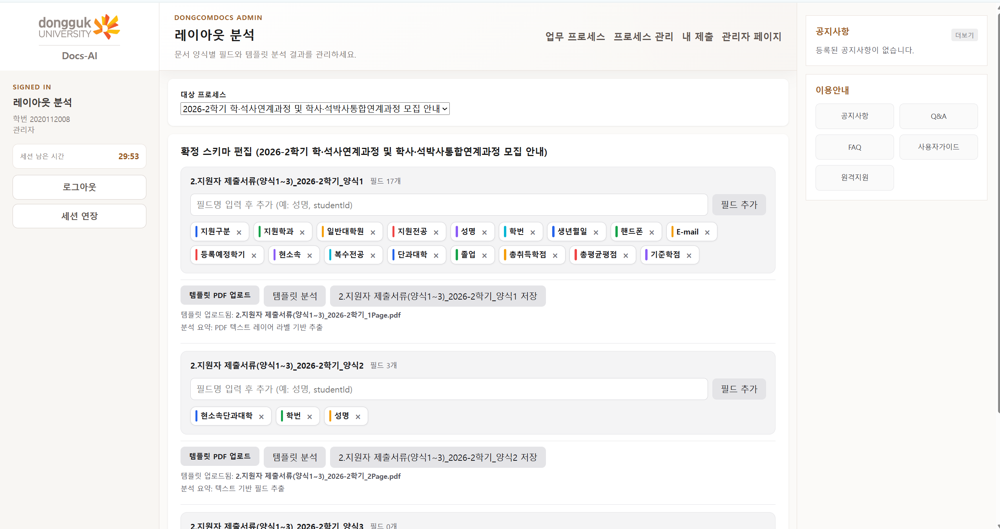 dongguk
UNIVERSITY
Docs-AI
SIGNED IN
레이아웃 분석
학번 2020112008
관리자
세션 남은 시간 29:53
로그아웃
세션 연장
DONGCOMDOCS ADMIN
레이아웃 분석
문서 양식별 필드와 템플릿 분석 결과를 관리하세요.
업무 프로세스 프로세스 관리 내 제출 관리자 페이지
대상 프로세스
2026-2학기 학·석사연계과정 및 학사·석박사통합연계과정 모집 안내
확정 스키마 편집 (2026-2학기 학·석사연계과정 및 학사·석박사통합연계과정 모집 안내)
2.지원자 제출서류(양식1~3)_2026-2학기_양식1 필드 17개
필드명 입력 후 추가 (예: 성명, studentId) 필드 추가
지원구분 × 지원학과 × 일반대학원 × 지원전공 × 성명 × 학번 × 생년월일 × 핸드폰 × E-mail ×
등록예정학기 × 현소속 × 복수전공 × 단과대학 × 졸업 × 총취득학점 × 총평균평점 × 기준학점 ×
템플릿 PDF 업로드 템플릿 분석 2.지원자 제출서류(양식1~3)_2026-2학기_양식1 저장
템플릿 업로드됨: 2.지원자 제출서류(양식1~3)_2026-2학기_1Page.pdf
분석 요약: PDF 텍스트 레이어 라벨 기반 추출
2.지원자 제출서류(양식1~3)_2026-2학기_양식2 필드 3개
필드명 입력 후 추가 (예: 성명, studentId) 필드 추가
현소속단과대학 × 학번 × 성명 ×
템플릿 PDF 업로드 템플릿 분석 2.지원자 제출서류(양식1~3)_2026-2학기_양식2 저장
템플릿 업로드됨: 2.지원자 제출서류(양식1~3)_2026-2학기_2Page.pdf
분석 요약: 텍스트 기반 필드 추출
2.지원자 제출서류(양식1~3)_2026-2학기_양식3 필드 0개
공지사항 더보기
등록된 공지사항이 없습니다.
이용안내
공지사항 Q&A
FAQ 사용자가이드
원격지원